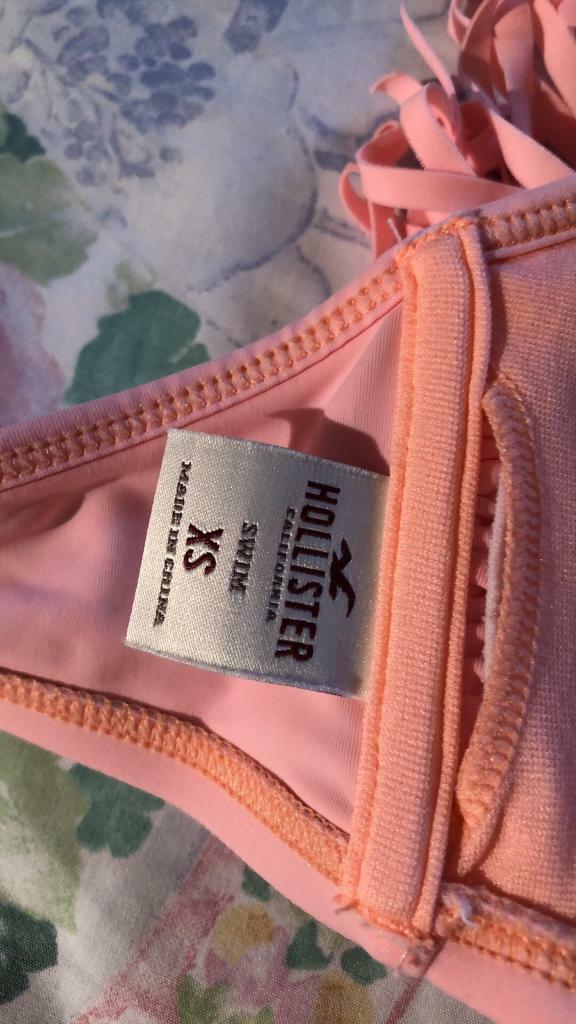 HOLLISTER
CALIFORNIA
SWIM
XS
MADE IN CHINA